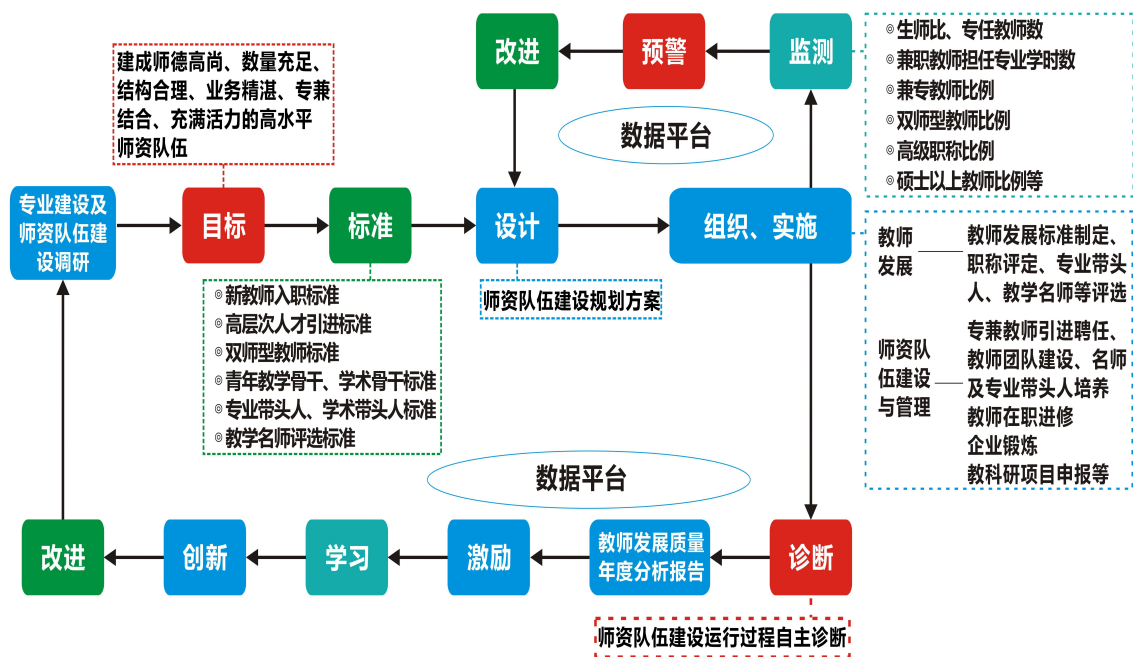 改进
预警
监测
◎生师比、专任教师数
◎兼职教师担任专业学时数
◎兼专教师比例
◎双师型教师比例
◎高级职称比例
◎硕士以上教师比例等
建成师德高尚、数量充足、
结构合理、业务精湛、专兼
结合、充满活力的高水平
师资队伍
数据平台
专业建设及
师资队伍建
设调研
目标
标准
设计
组织、实施
教师
发展
教师发展标准制定、
职称评定、专业带头
人、教学名师等评选
师资队
伍建设
与管理
专兼教师引进聘任、
教师团队建设、名师
及专业带头人培养
教师在职进修
企业锻炼
教科研项目申报等
◎新教师入职标准
◎高层次人才引进标准
◎双师型教师标准
◎青年教学骨干、学术骨干标准
◎专业带头人、学术带头人标准
◎教学名师评选标准
师资队伍建设规划方案
数据平台
改进
创新
学习
激励
教师发展质量
年度分析报告
诊断
师资队伍建设运行过程自主诊断